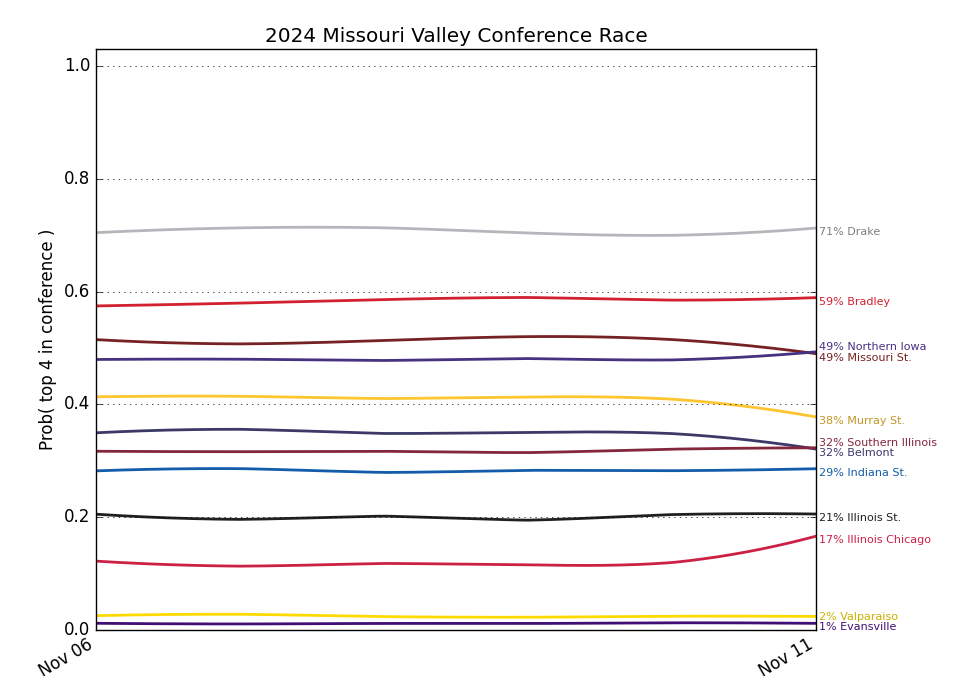 2024 Missouri Valley Conference Race
Prob( top 4 in conference )
1.0
0.8
0.6
0.4
0.2
0.0
Nov 06
Nov 11
71% Drake
59% Bradley
49% Northern Iowa
49% Missouri St.
38% Murray St.
32% Southern Illinois
32% Belmont
29% Indiana St.
21% Illinois St.
17% Illinois Chicago
2% Valparaiso
1% Evansville